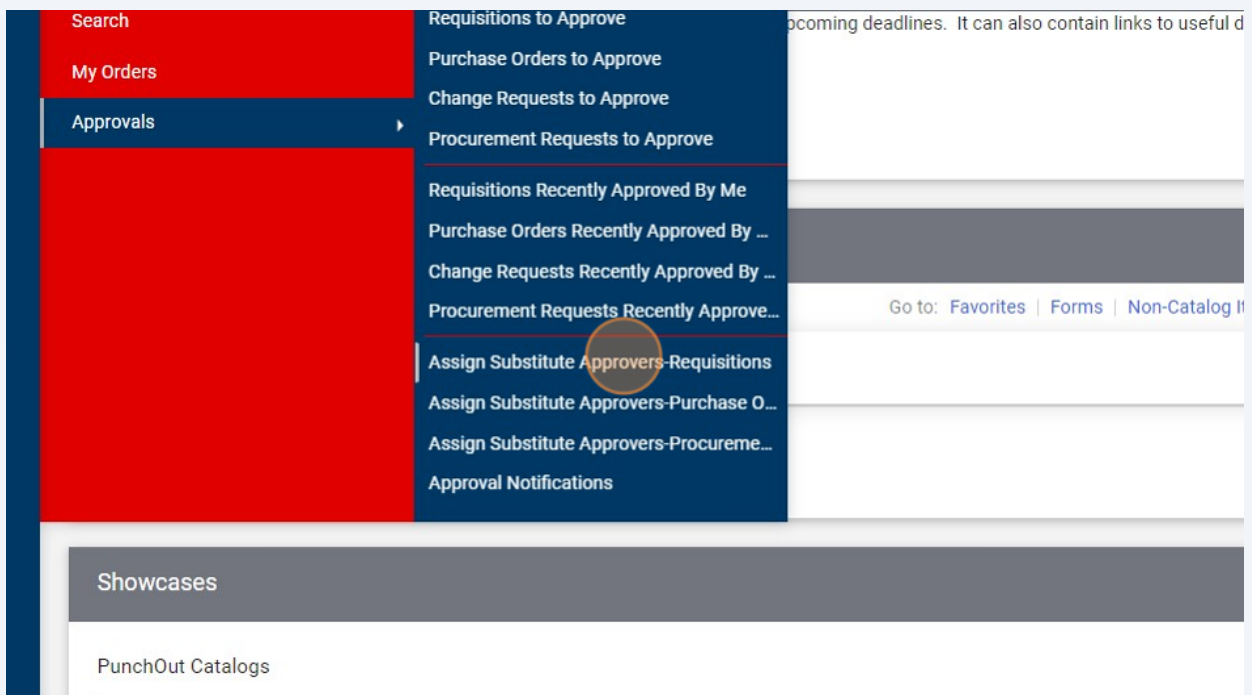 Search
My Orders
Approvals
Requisitions to Approve
Purchase Orders to Approve
Change Requests to Approve
Procurement Requests to Approve
Requisitions Recently Approved By Me
Purchase Orders Recently Approved By ...
Change Requests Recently Approved By ...
Procurement Requests Recently Approve...
Assign Substitute Approvers-Requisitions
Assign Substitute Approvers-Purchase O...
Assign Substitute Approvers-Procureme...
Approval Notifications
pcoming deadlines. It can also contain links to useful d
Go to: Favorites | Forms | Non-Catalog It
Showcases
PunchOut Catalogs